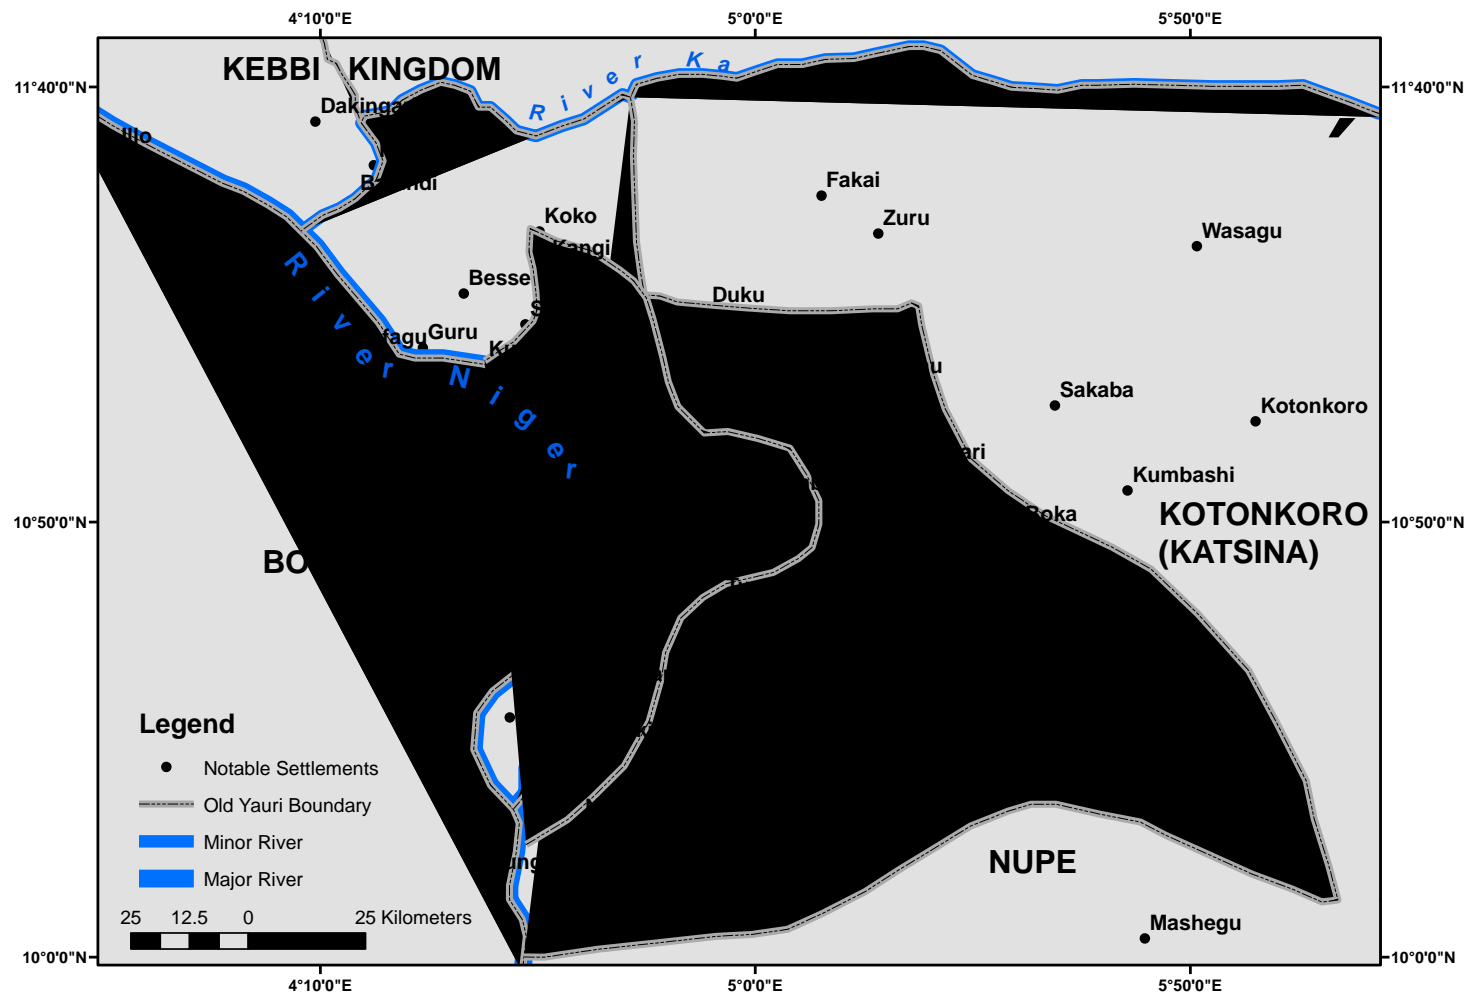 4°10'0"E
5°0'0"E
5°50'0"E
KEBBI KINGDOM
River Ka
11°40'0"N
11°40'0"N
Dakinga
Illo
Fakai
Koko
Zuru
Wasagu
Kangi
Besse
Duku
River Niger
Guru
Sakaba
Kotonkoro
Kumbashi
10°50'0"N
10°50'0"N
KOTONKORO
(KATSINA)
BO
Legend
Notable Settlements
Old Yauri Boundary
Minor River
Major River
NUPE
25 12.5 0 25 Kilometers
Mashegu
10°0'0"N
10°0'0"N
4°10'0"E
5°0'0"E
5°50'0"E